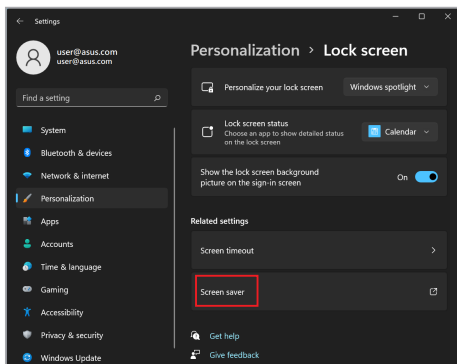 Settings
user@asus.com
user@asus.com
Find a setting
System
Bluetooth & devices
Network & internet
Personalization
Apps
Accounts
Time & language
Gaming
Accessibility
Privacy & security
Windows Update
Personalization > Lock screen
Personalize your lock screen
Windows spotlight
Lock screen status
Choose an app to show detailed status
on the lock screen
Calendar
Show the lock screen background
picture on the sign-in screen
On
Related settings
Screen timeout
Screen saver
Get help
Give feedback